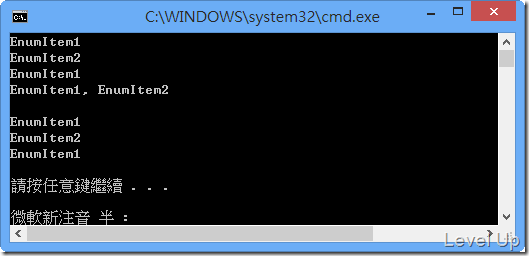 C:\WINDOWS\system32\cmd.exe
EnumItem1
EnumItem2
EnumItem1
EnumItem1, EnumItem2
EnumItem1
EnumItem2
EnumItem1
請按任意鍵繼續 . . .
微軟新注音 半 :
Level Up